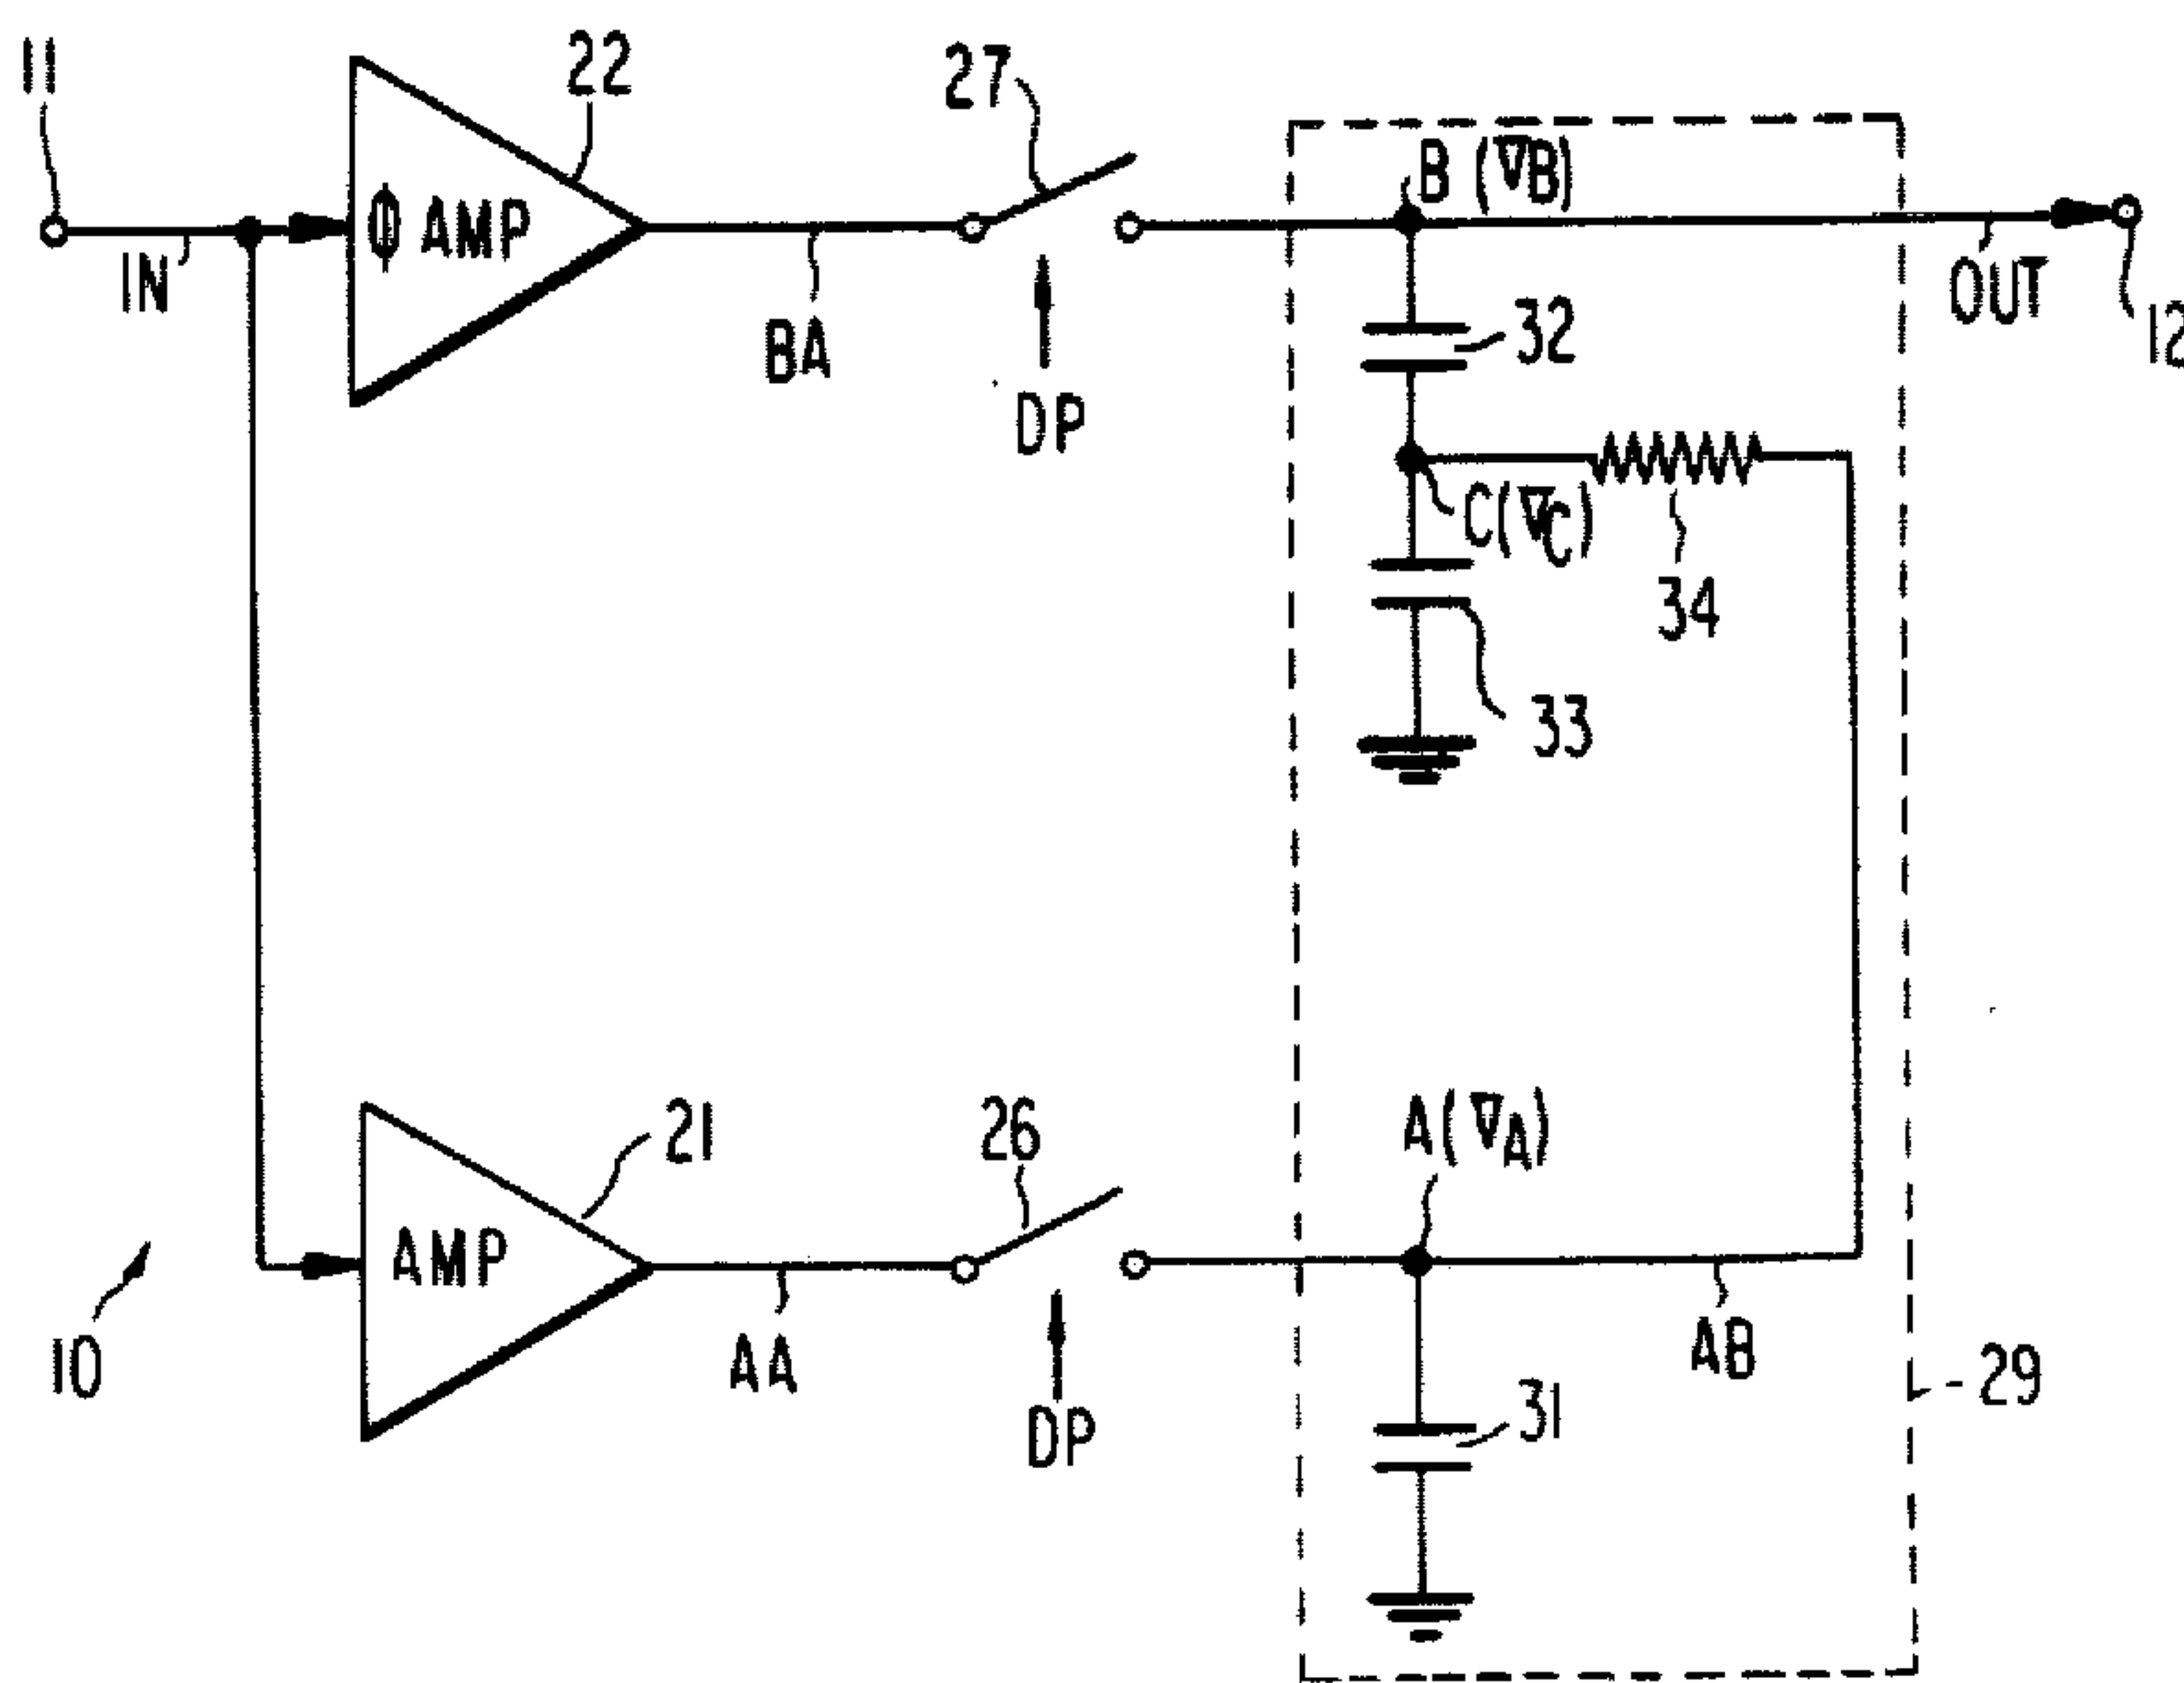 11
22
27
B (VB)
Φ AMP
IN
OUT
12
BA
32
DP
C(VC)
34
33
21
26
A(VA)
AMP
10
AA
AB
29
31
DP